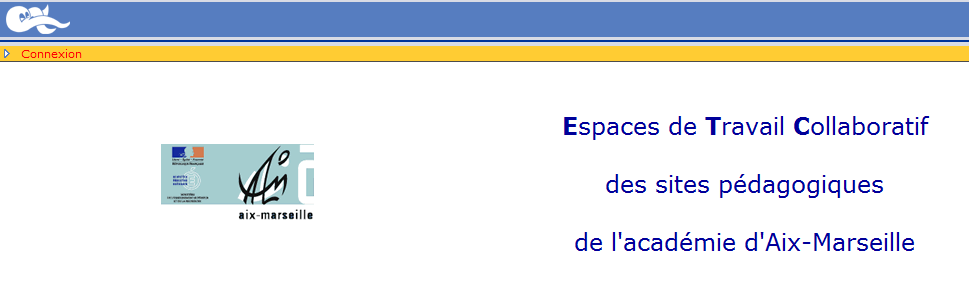 Connexion
Espaces de Travail Collaboratif
des sites pédagogiques
de l'académie d'Aix-Marseille
aix-marseille